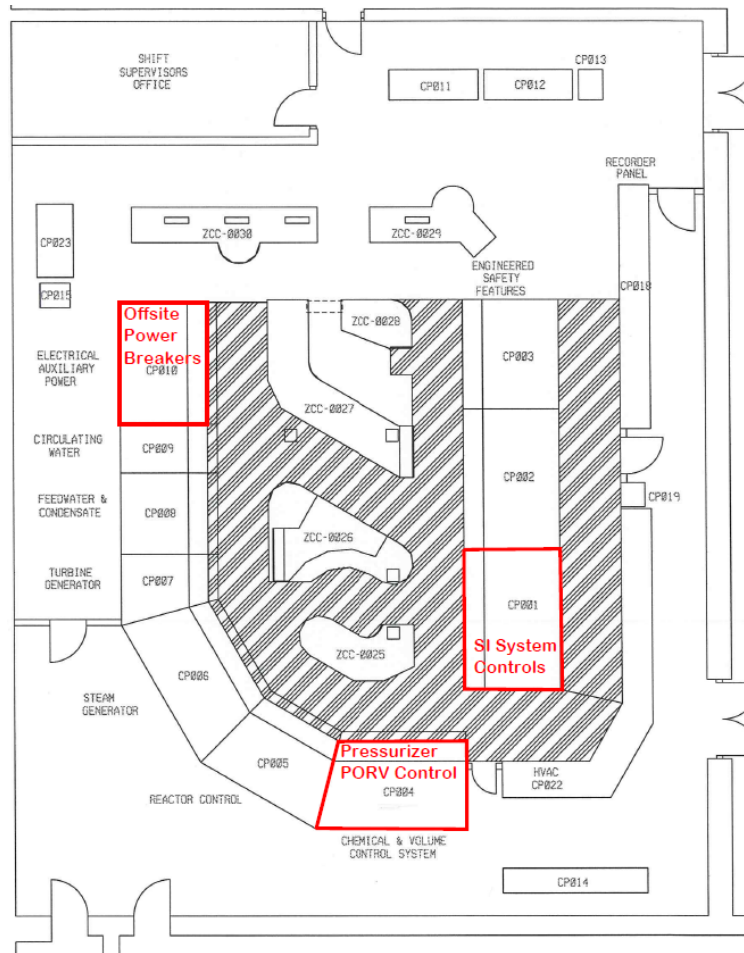 SHIFT
SUPERVISORS
OFFICE
CP013
CP011
CP012
RECORDER
PANEL
CP023
ZCC-0030
ZCC-0029
CP015
ENGINEERED
SAFETY
FEATURES
CP018
Offsite
Power
Breakers
CP010
ELECTRICAL
AUXILIARY
POWER
ZCC-0028
CP003
ZCC-0027
CIRCULATING
WATER
CP009
CP002
FEEDWATER &
CONDENSATE
CP008
CP019
ZCC-0026
TURBINE
GENERATOR
CP007
CP001
SI System
Controls
ZCC-0025
STEAM
GENERATOR
CP006
CP005
Pressurizer
PORV Control
CP004
HVAC
CP022
REACTOR CONTROL
CHEMICAL & VOLUME
CONTROL SYSTEM
CP014